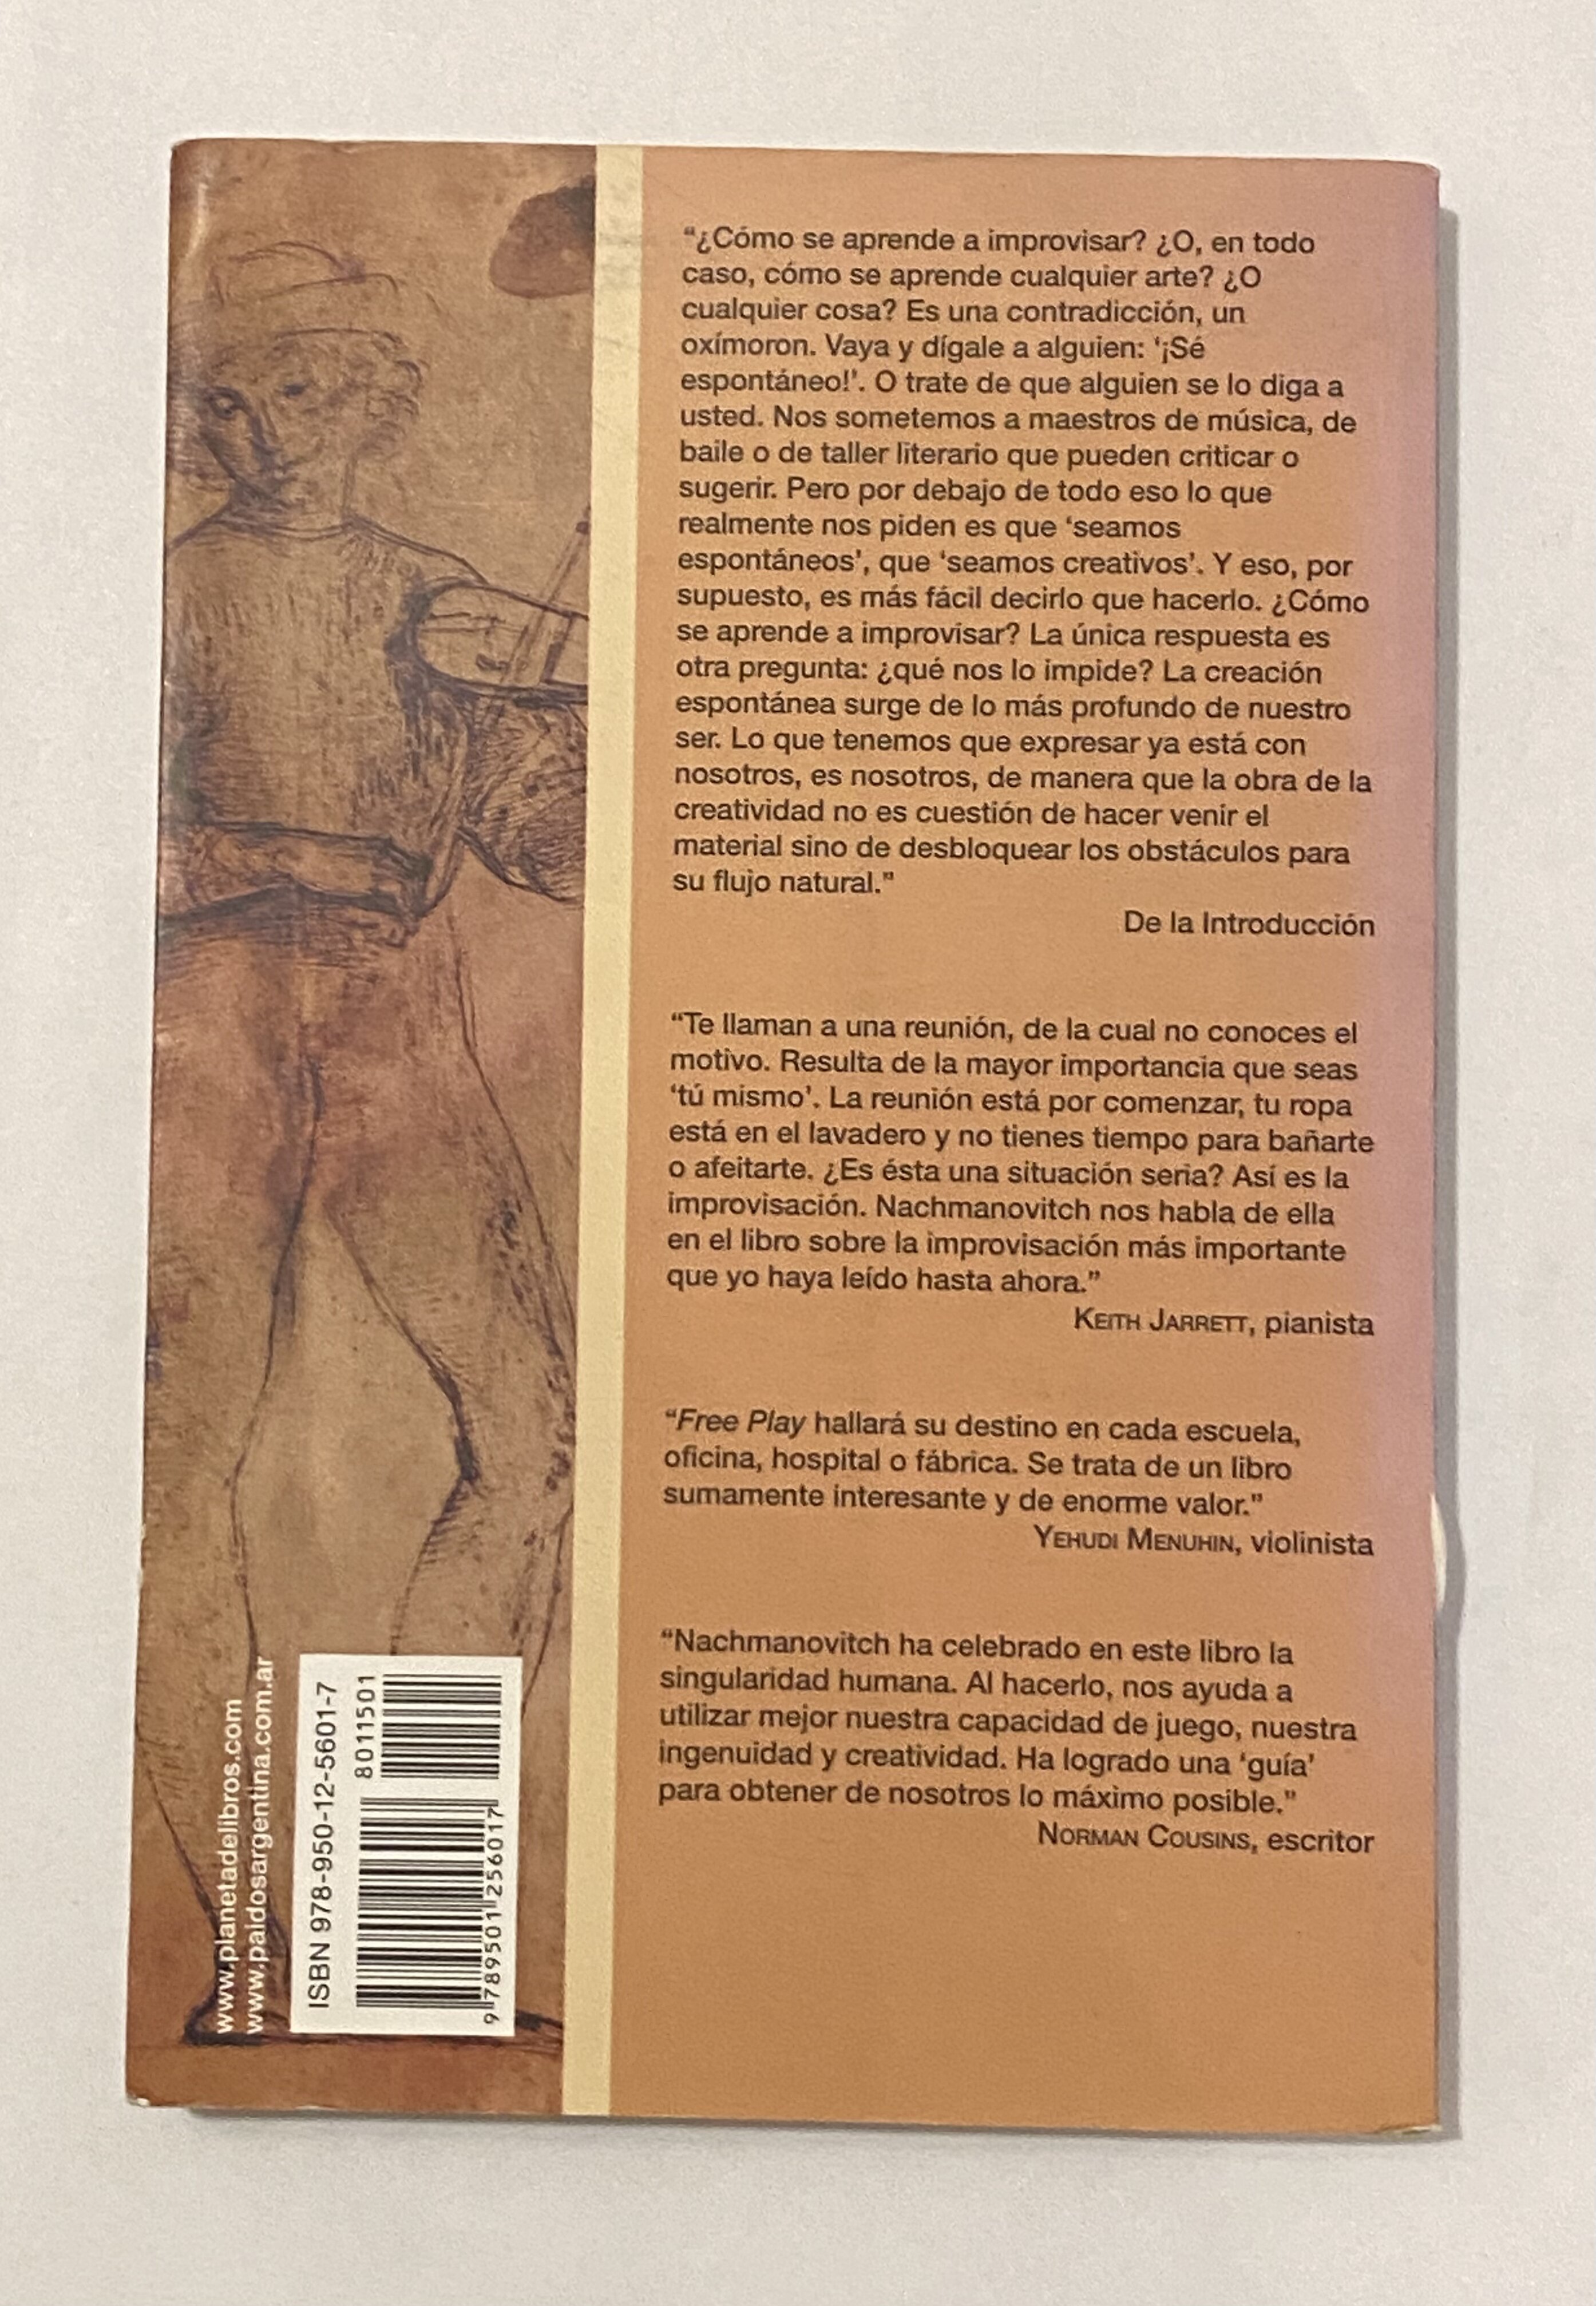 “¿Cómo se aprende a improvisar? ¿O, en todo
caso, cómo se aprende cualquier arte? ¿O
cualquier cosa? Es una contradicción, un
oxímoron. Vaya y dígale a alguien: ‘¡Sé
espontáneo!’. O trate de que alguien se lo diga a
usted. Nos sometemos a maestros de música, de
baile o de taller literario que pueden criticar o
sugerir. Pero por debajo de todo eso lo que
realmente nos piden es que ‘seamos
espontáneos’, que ‘seamos creativos’. Y eso, por
supuesto, es más fácil decirlo que hacerlo. ¿Cómo
se aprende a improvisar? La única respuesta es
otra pregunta: ¿qué nos lo impide? La creación
espontánea surge de lo más profundo de nuestro
ser. Lo que tenemos que expresar ya está con
nosotros, es nosotros, de manera que la obra de la
creatividad no es cuestión de hacer venir el
material sino de desbloquear los obstáculos para
su flujo natural.”
De la Introducción
“Te llaman a una reunión, de la cual no conoces el
motivo. Resulta de la mayor importancia que seas
‘tú mismo’. La reunión está por comenzar, tu ropa
está en el lavadero y no tienes tiempo para bañarte
o afeitarte. ¿Es ésta una situación seria? Así es la
improvisación. Nachmanovitch nos habla de ella
en el libro sobre la improvisación más importante
que yo haya leído hasta ahora.”
KEITH JARRETT, pianista
“Free Play hallará su destino en cada escuela,
oficina, hospital o fábrica. Se trata de un libro
sumamente interesante y de enorme valor.”
YEHUDI MENUHIN, violinista
“Nachmanovitch ha celebrado en este libro la
singularidad humana. Al hacerlo, nos ayuda a
utilizar mejor nuestra capacidad de juego, nuestra
ingenuidad y creatividad. Ha logrado una ‘guía’
para obtener de nosotros lo máximo posible.”
NORMAN COUSINS, escritor
www.planetadelibros.com
www.paidosargentina.com.ar
ISBN 978-950-12-5601-7
8011501
9 789501 256017